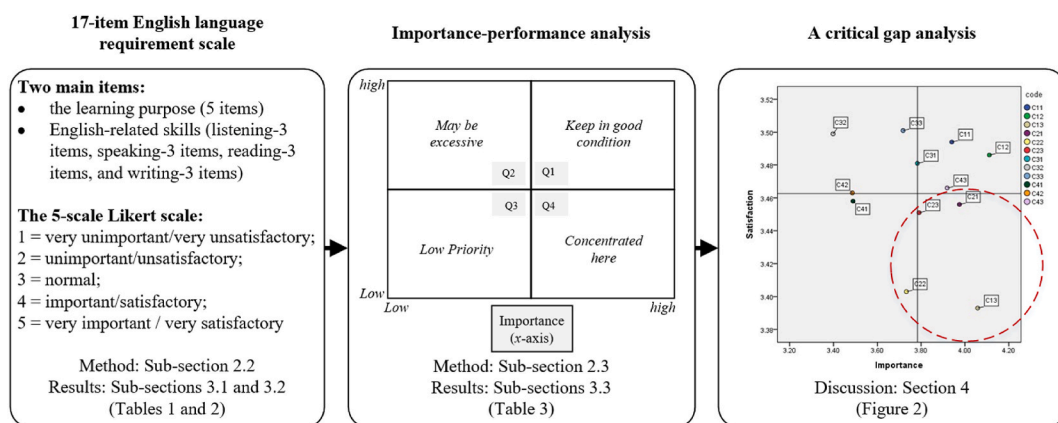 17-item English language
requirement scale
Two main items:
• the learning purpose (5 items)
• English-related skills (listening-3
items, speaking-3 items, reading-3
items, and writing-3 items)
The 5-scale Likert scale:
1 = very unimportant/very unsatisfactory;
2 = unimportant/unsatisfactory;
3 = normal;
4 = important/satisfactory;
5 = very important / very satisfactory
Method: Sub-section 2.2
Results: Sub-sections 3.1 and 3.2
(Tables 1 and 2)
Importance-performance analysis
high
May be
excessive
Keep in good
condition
Q2
Q1
Q3
Q4
Low Priority
Concentrated
here
Low
Low
high
Importance
(x-axis)
Method: Sub-section 2.3
Results: Sub-sections 3.3
(Table 3)
A critical gap analysis
Satisfaction
3.52
3.50
3.48
3.46
3.44
3.42
3.40
3.38
C32
C33
C11
C12
C31
C43
C42
C41
C23
C21
C22
C13
3.20
3.40
3.60
3.80
4.00
4.20
Importance
code
C11
C12
C13
C21
C22
C23
C31
C32
C33
C41
C42
C43
Discussion: Section 4
(Figure 2)